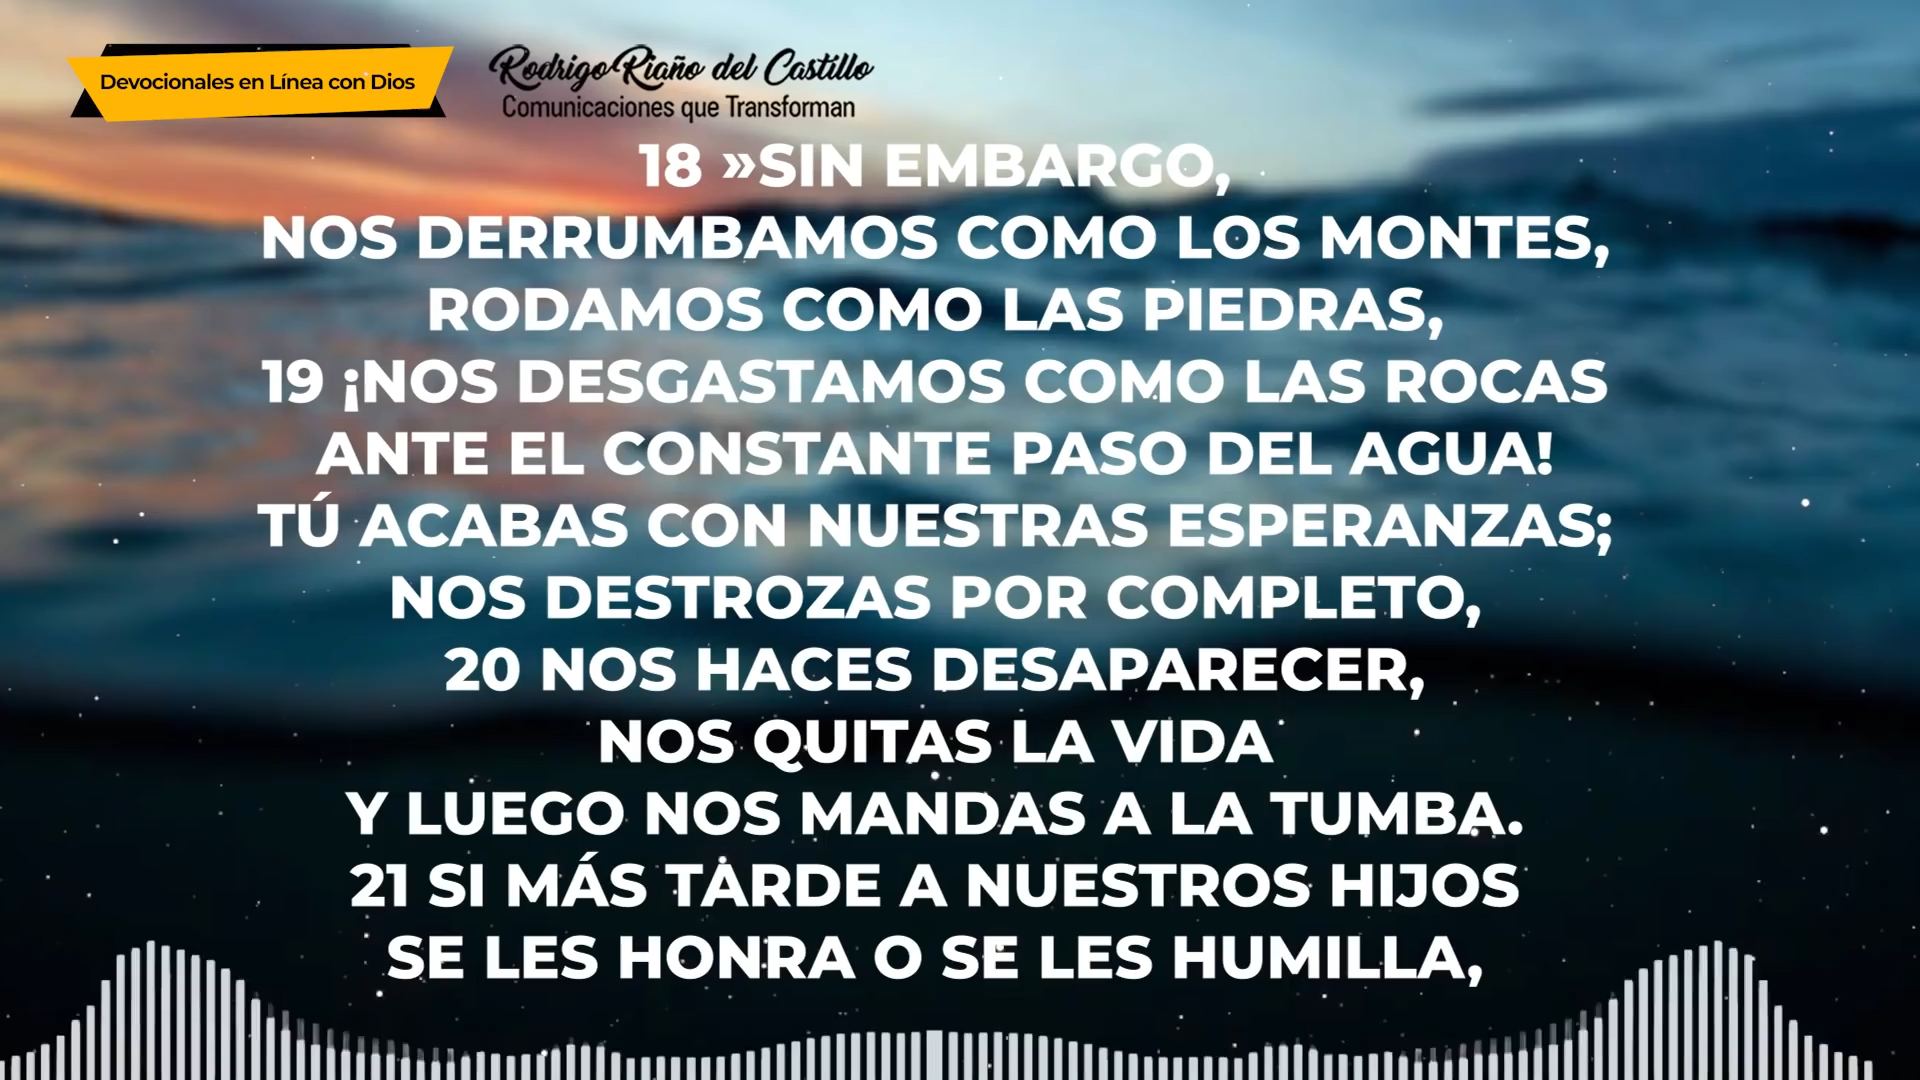 Devocionales en Línea con Dios
Rodrigo Riaño del Castillo
Comunicaciones que Transforman
18 »SIN EMBARGO,
NOS DERRUMBAMOS COMO LOS MONTES,
RODAMOS COMO LAS PIEDRAS,
19 ¡NOS DESGASTAMOS COMO LAS ROCAS
ANTE EL CONSTANTE PASO DEL AGUA!
TÚ ACABAS CON NUESTRAS ESPERANZAS;
NOS DESTROZAS POR COMPLETO,
20 NOS HACES DESAPARECER,
NOS QUITAS LA VIDA
Y LUEGO NOS MANDAS A LA TUMBA.
21 SI MÁS TARDE A NUESTROS HIJOS
SE LES HONRA O SE LES HUMILLA,